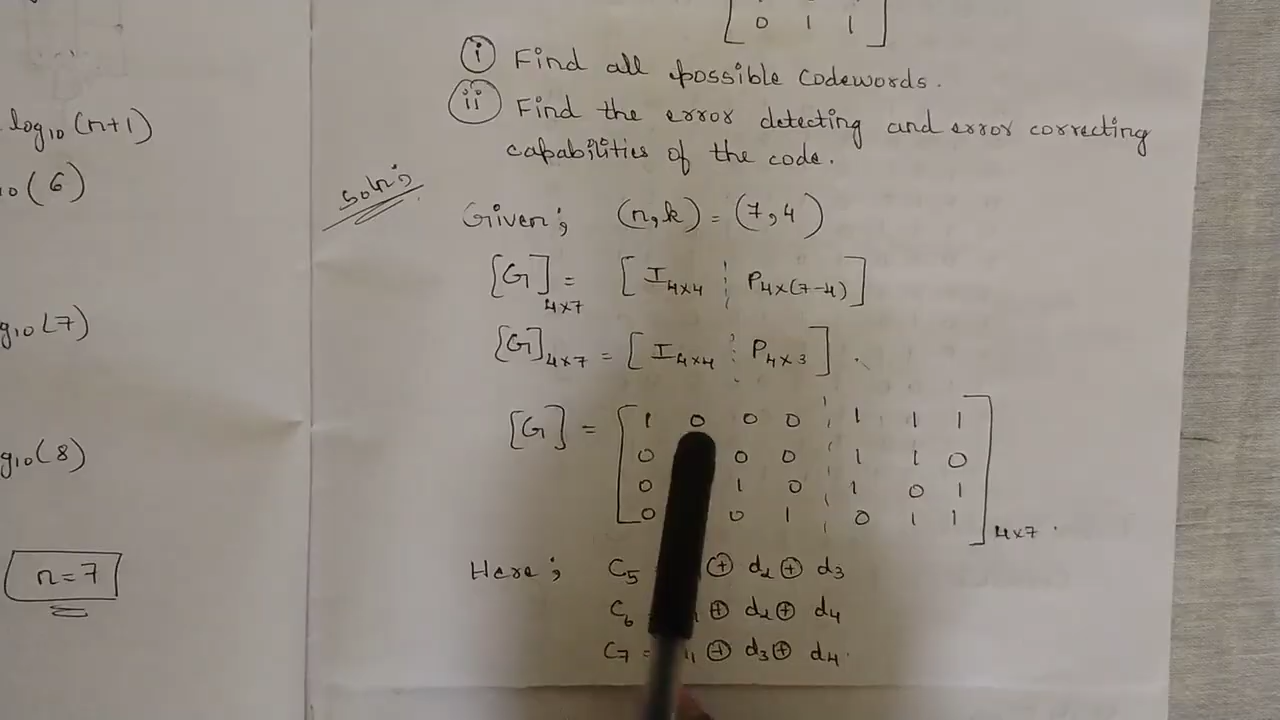 log10 (n+1)
(6)
(7)
(8)
n=7
0 1 1
i Find all possible Codewords.
ii Find the error detecting and error correcting
capabilities of the code.
Soln;
Given; (n,k) = (7,4)
[G]4x7 = [I4x4 ⋮ P4x(7-4)]
[G]4x7 = [I4x4 ⋮ P4x3].
[G] = [1 0 0 0 ⋮ 1 1 1
0 0 0 ⋮ 1 1 0
0 1 0 ⋮ 1 0 1
0 0 1 ⋮ 0 1 1]4x7.
Here; C5 ⊕ d2 ⊕ d3
C6 ⊕ d2 ⊕ d4
C7 = ⊕ d3 ⊕ d4.